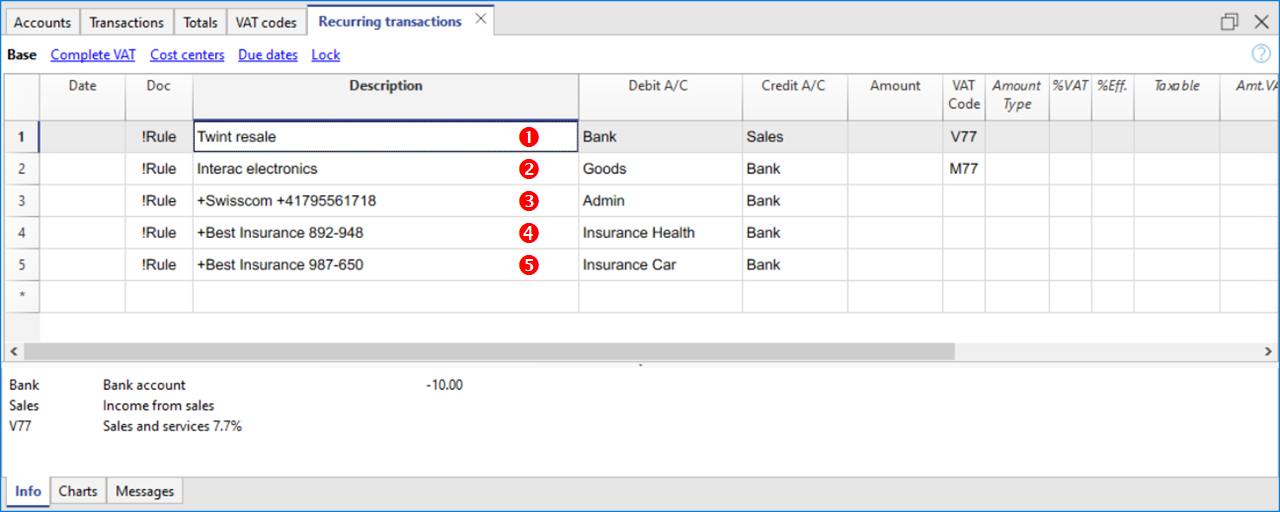 Accounts Transactions Totals VAT codes Recurring transactions
Base Complete VAT Cost centers Due dates Lock ?
Date Doc Description Debit A/C Credit A/C Amount VAT Code Amount Type %VAT %Eff. Taxable Amt.VA
1 !Rule Twint resale 1 Bank Sales V77
2 !Rule Interac electronics 2 Goods Bank M77
3 !Rule +Swisscom +41795561718 3 Admin Bank
4 !Rule +Best Insurance 892-948 4 Insurance Health Bank
5 !Rule +Best Insurance 987-650 5 Insurance Car Bank
*
Bank Bank account -10.00
Sales Income from sales
V77 Sales and services 7.7%
Info Charts Messages